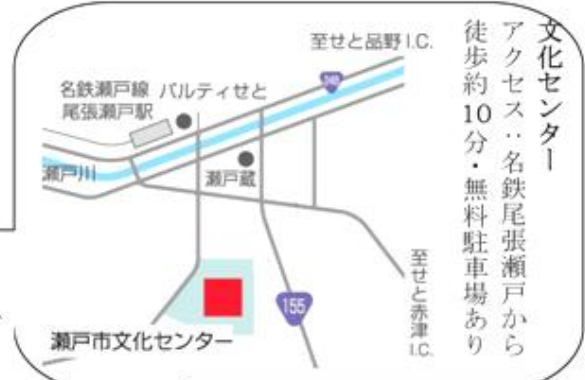 文化センター
アクセス：名鉄尾張瀬戸から
徒歩約10分・無料駐車場あり
至せと品野I.C.
248
名鉄瀬戸線
尾張瀬戸駅
パルティせと
瀬戸川
瀬戸蔵
至せと赤津I.C.
155
瀬戸市文化センター